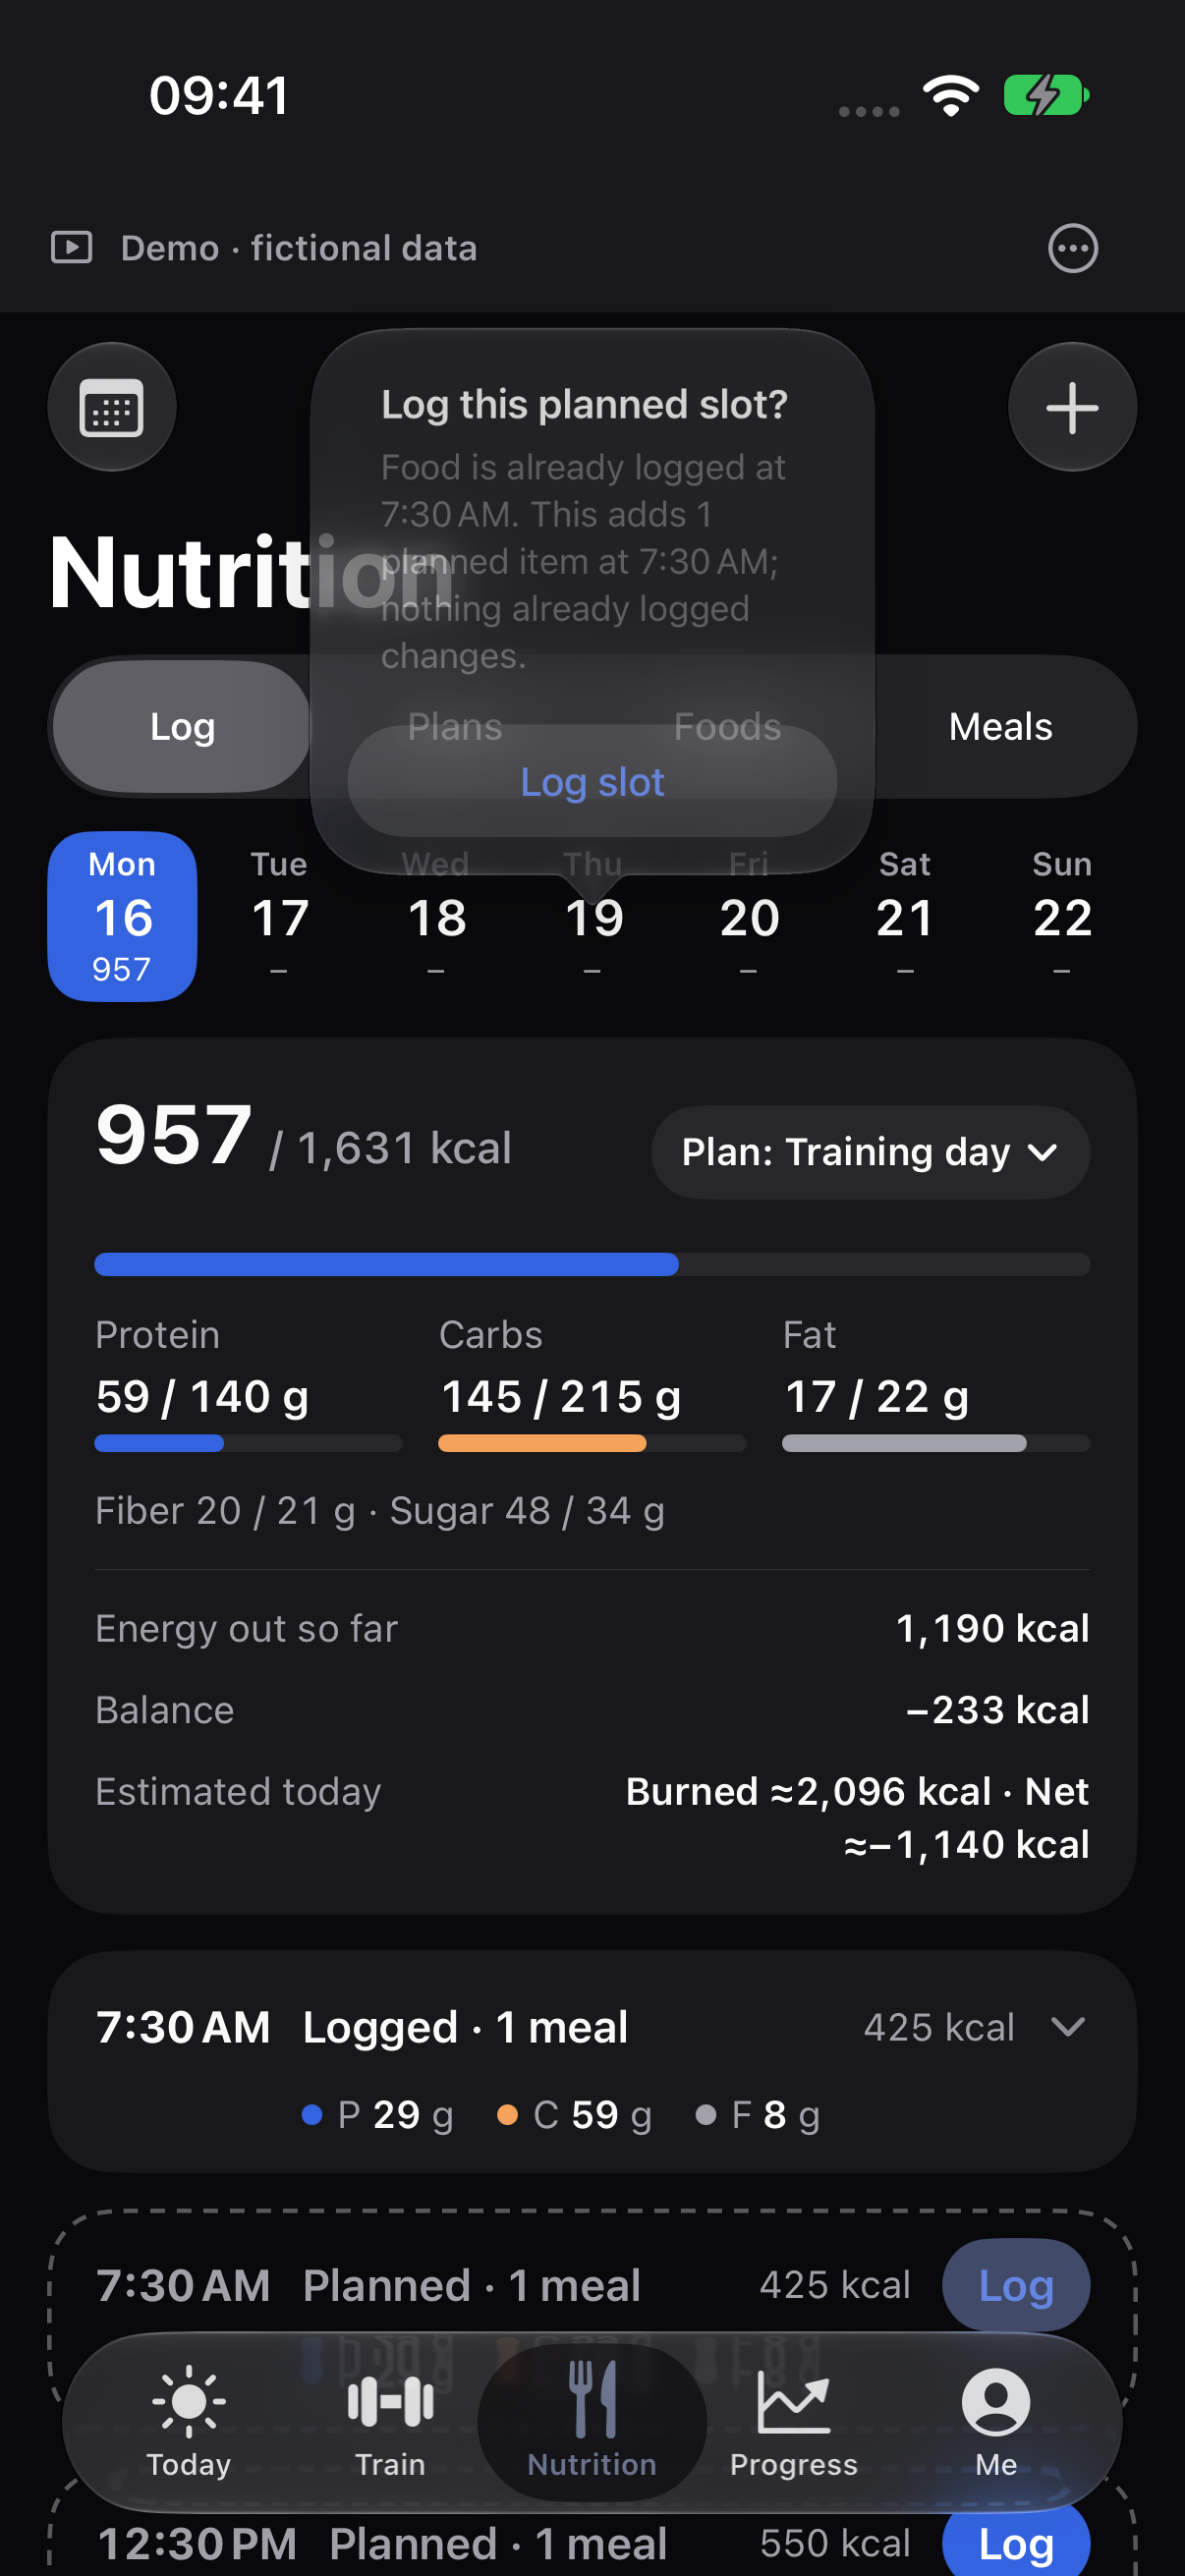 09:41
Demo · fictional data
Log this planned slot?
Food is already logged at
7:30 AM. This adds 1
planned item at 7:30 AM;
nothing already logged
changes.
Nutrition
Log
Plans
Foods
Meals
Log slot
Mon Tue Wed Thu Fri Sat Sun
16 17 18 19 20 21 22
957 – – – – – –
957 / 1,631 kcal
Plan: Training day
Protein Carbs Fat
59 / 140 g 145 / 215 g 17 / 22 g
Fiber 20 / 21 g · Sugar 48 / 34 g
Energy out so far 1,190 kcal
Balance –233 kcal
Estimated today Burned ≈2,096 kcal · Net
≈–1,140 kcal
7:30 AM Logged · 1 meal 425 kcal
P 29 g C 59 g F 8 g
7:30 AM Planned · 1 meal 425 kcal Log
Today Train Nutrition Progress Me
12:30 PM Planned · 1 meal 550 kcal Log